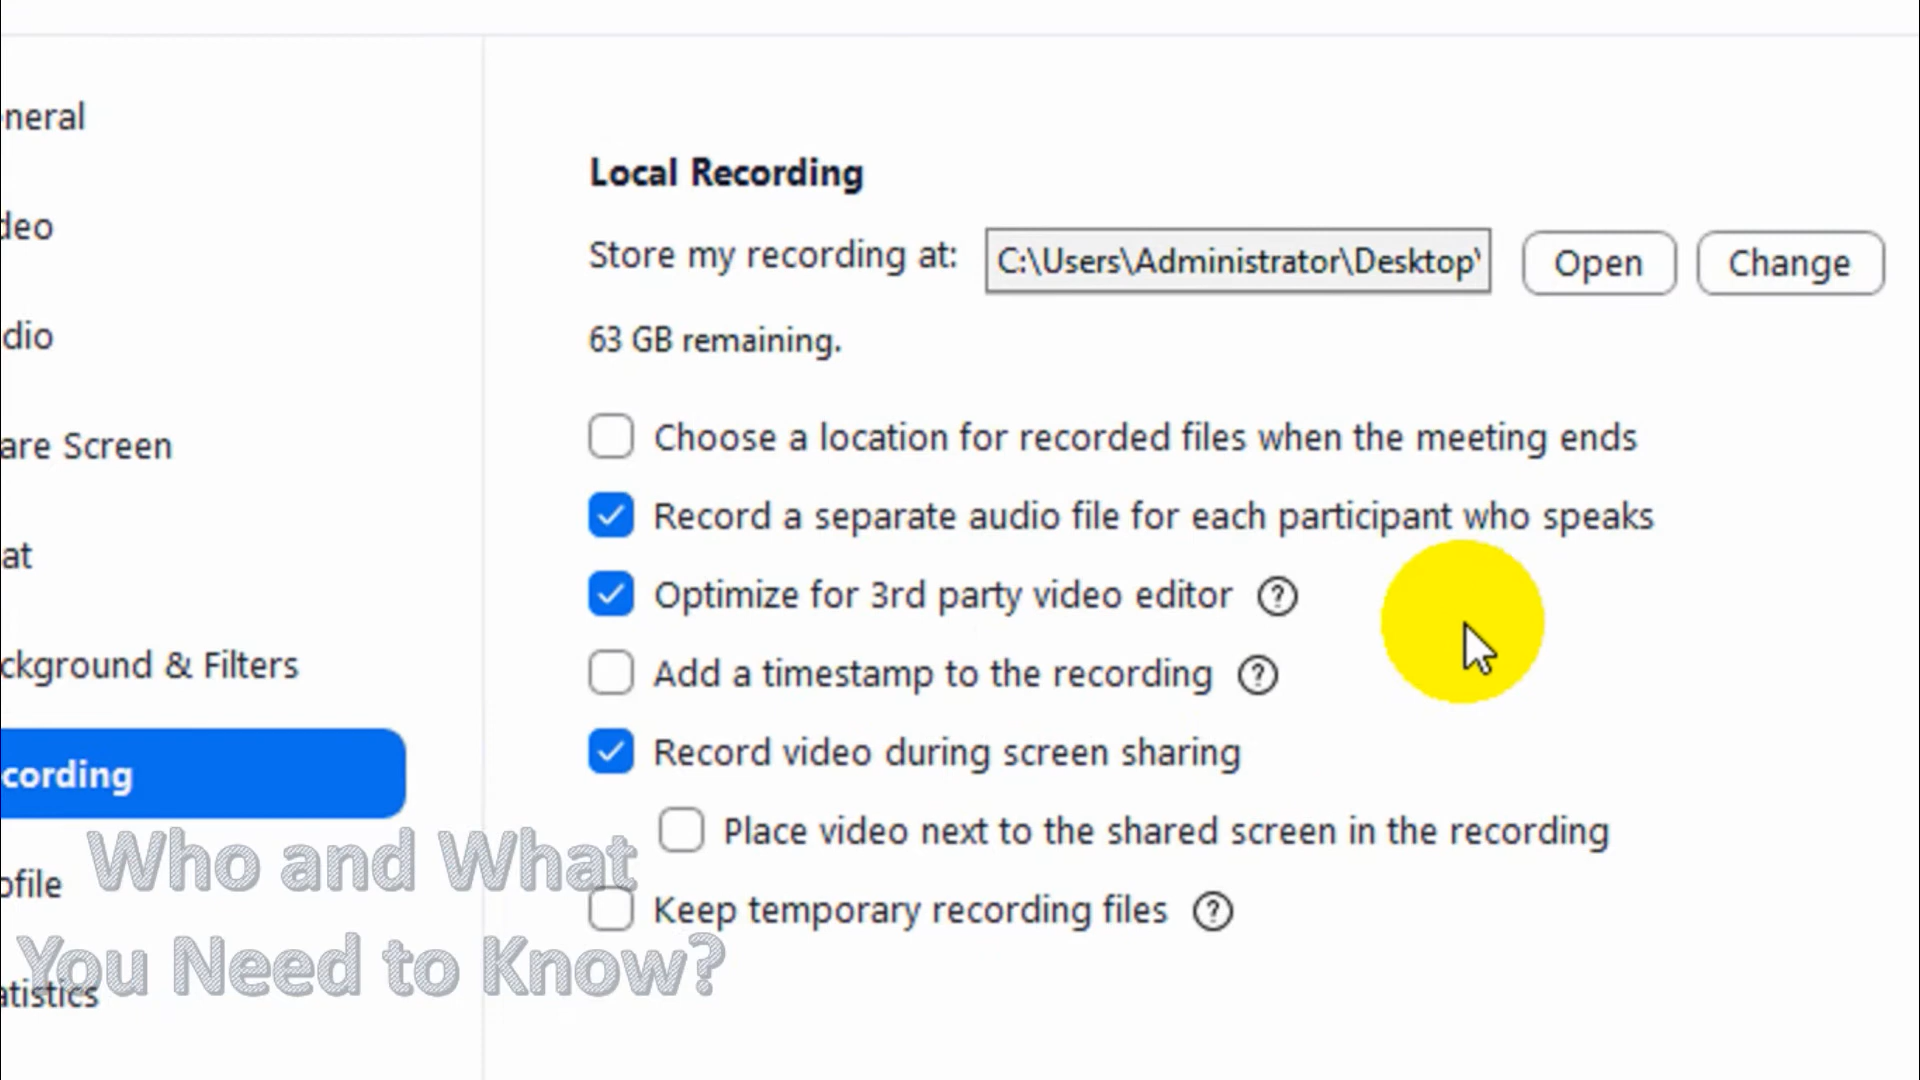 neral
deo
dio
are Screen
at
ckground & Filters
cording
ofile
atistics
Local Recording
Store my recording at: C:\Users\Administrator\Desktop\ Open Change
63 GB remaining.
Choose a location for recorded files when the meeting ends
Record a separate audio file for each participant who speaks
Optimize for 3rd party video editor ?
Add a timestamp to the recording ?
Record video during screen sharing
Place video next to the shared screen in the recording
Keep temporary recording files ?
Who and What
You Need to Know?